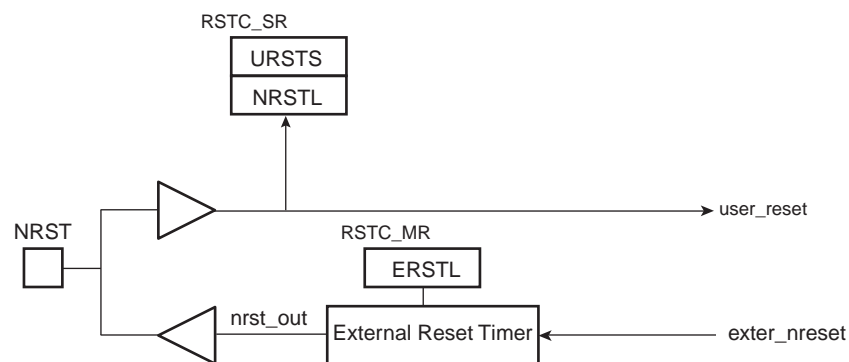 RSTC_SR
URSTS
NRSTL
user_reset
NRST
RSTC_MR
ERSTL
nrst_out
External Reset Timer
exter_nreset